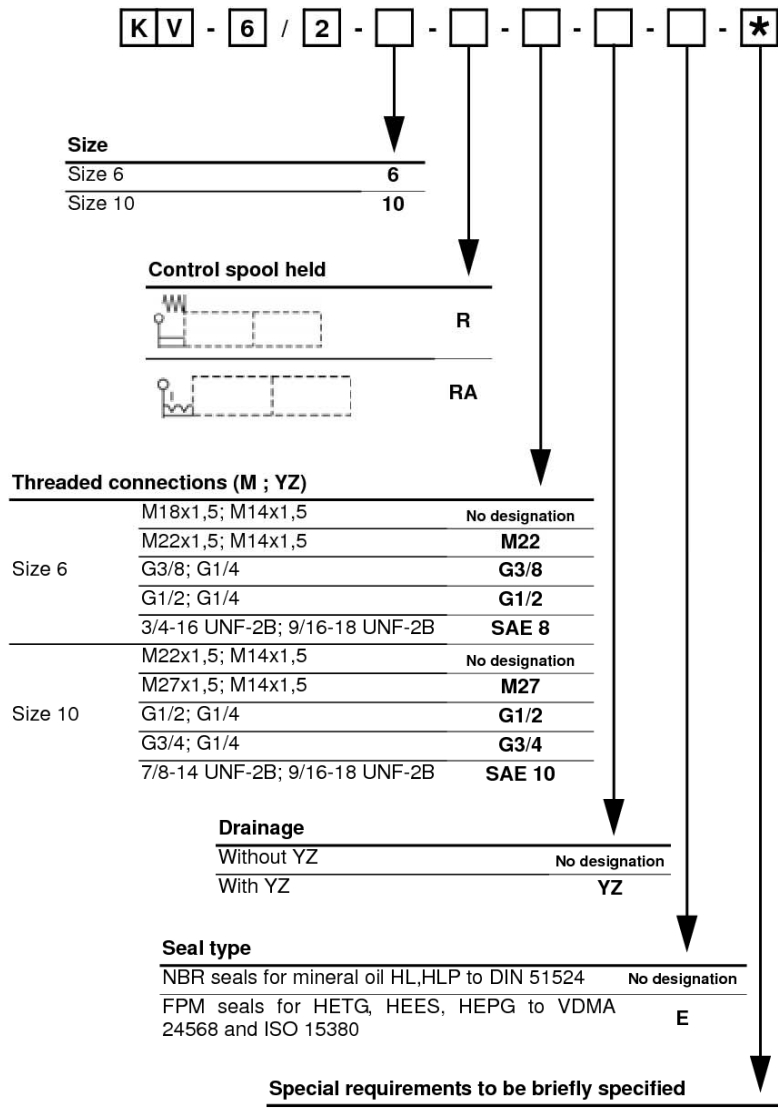 KV - 6 / 2 - □ - □ - □ - □ - □ - *
Size
Size 6 6
Size 10 10
Control spool held
R
RA
Threaded connections (M ; YZ)
M18x1,5; M14x1,5 No designation
M22x1,5; M14x1,5 M22
Size 6 G3/8; G1/4 G3/8
G1/2; G1/4 G1/2
3/4-16 UNF-2B; 9/16-18 UNF-2B SAE 8
M22x1,5; M14x1,5 No designation
M27x1,5; M14x1,5 M27
Size 10 G1/2; G1/4 G1/2
G3/4; G1/4 G3/4
7/8-14 UNF-2B; 9/16-18 UNF-2B SAE 10
Drainage
Without YZ No designation
With YZ YZ
Seal type
NBR seals for mineral oil HL,HLP to DIN 51524 No designation
FPM seals for HETG, HEES, HEPG to VDMA
24568 and ISO 15380 E
Special requirements to be briefly specified